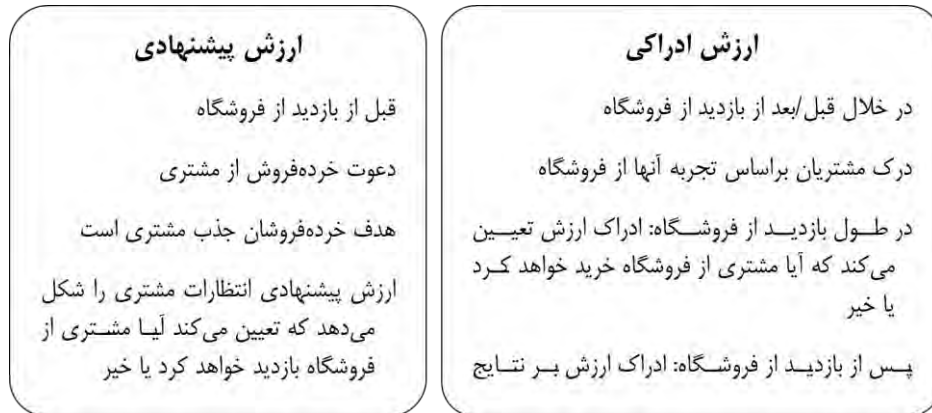 ارزش ادراکی
در خلال قبل/بعد از بازدید از فروشگاه
درک مشتریان براساس تجربه آنها از فروشگاه
در طول بازدید از فروشگاه: ادراک ارزش تعیین
می‌کند که آیا مشتری از فروشگاه خرید خواهد کرد
یا خیر
پس از بازدید از فروشگاه: ادراک ارزش بر نتایج
ارزش پیشنهادی
قبل از بازدید از فروشگاه
دعوت خرده‌فروش از مشتری
هدف خرده‌فروشان جذب مشتری است
ارزش پیشنهادی انتظارات مشتری را شکل
می‌دهد که تعیین می‌کند لیا مشتری از
فروشگاه بازدید خواهد کرد یا خیر